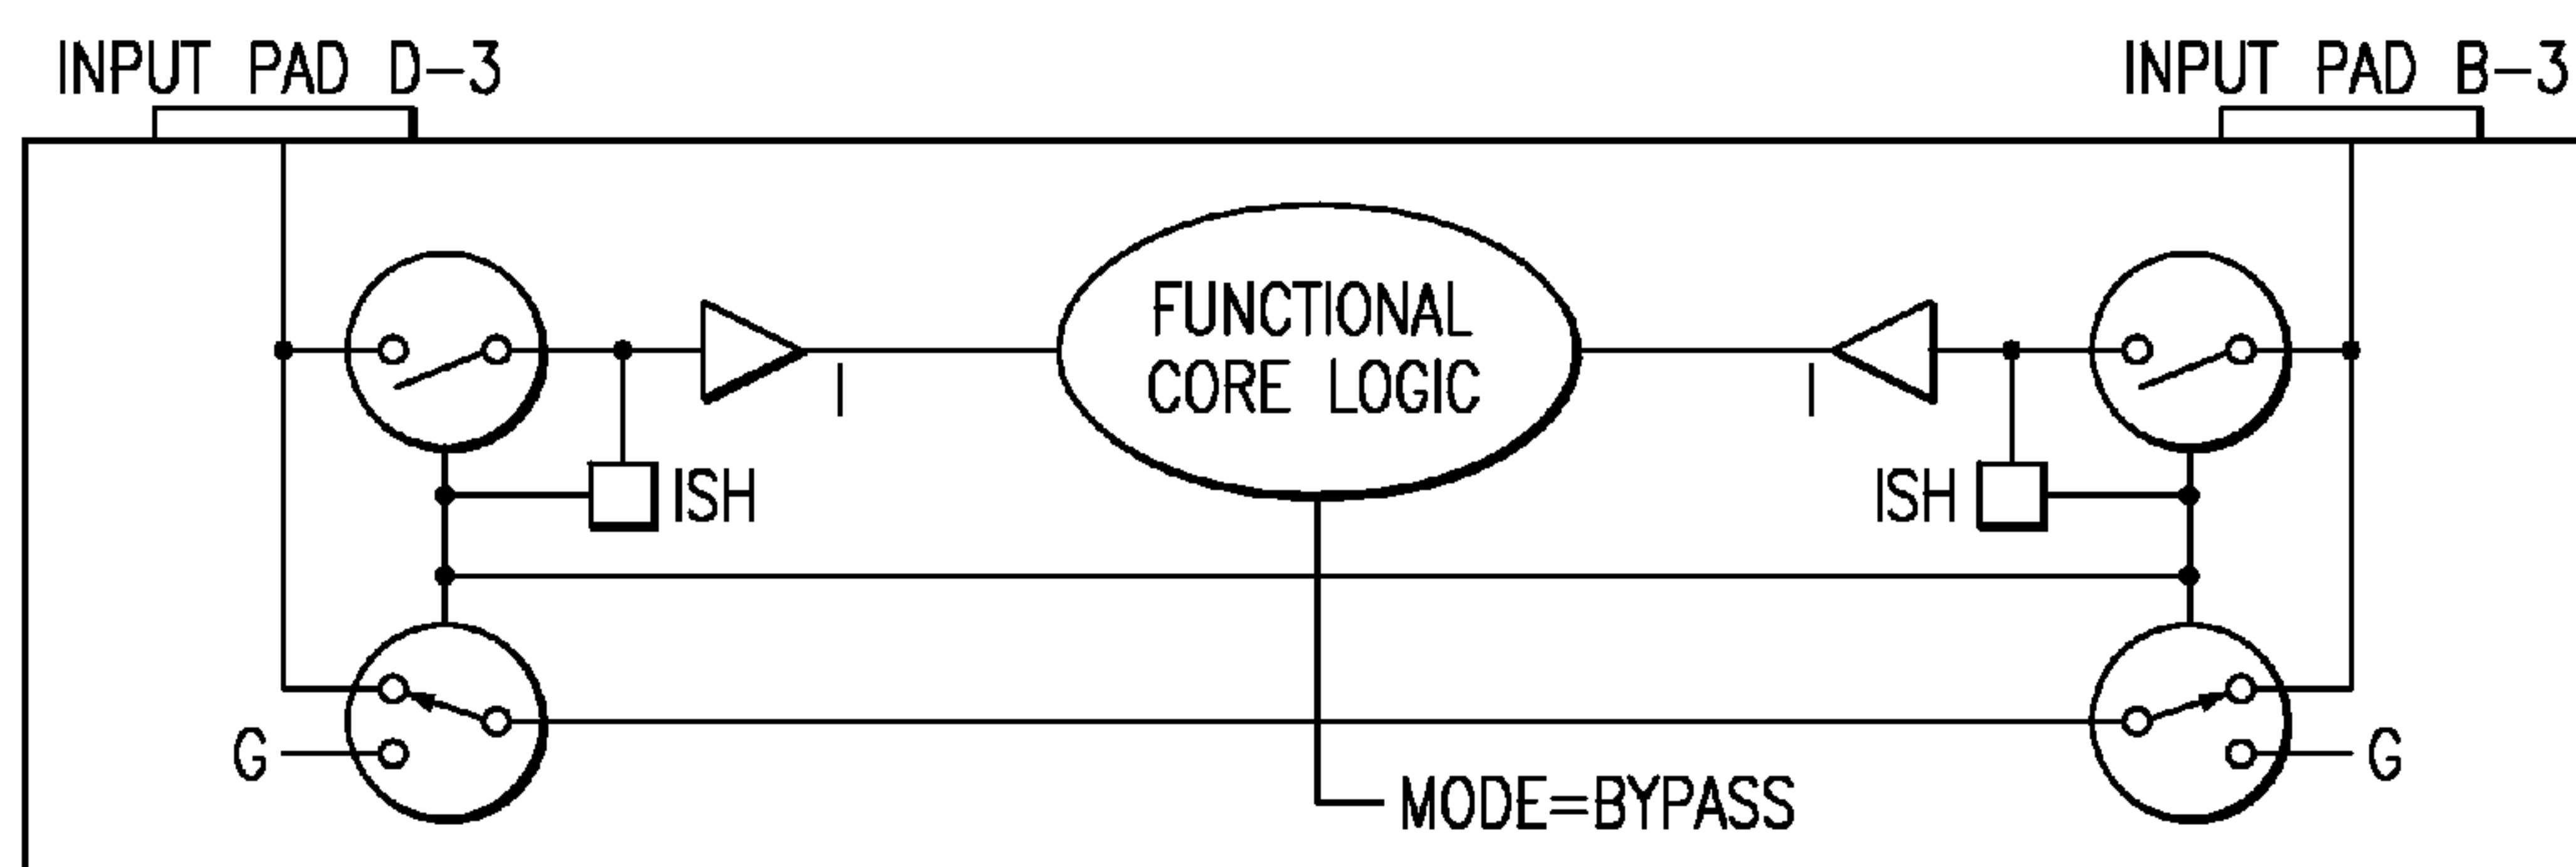 INPUT PAD D-3
INPUT PAD B-3
FUNCTIONAL
CORE LOGIC
I
I
ISH
ISH
G
G
MODE=BYPASS